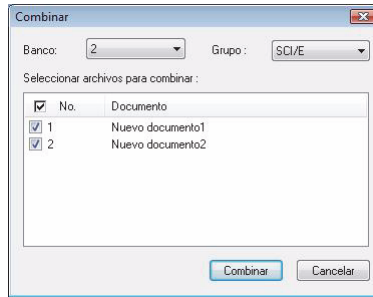 Combinar
Banco: 2 Grupo : SCI/E
Seleccionar archivos para combinar :
No. Documento
1 Nuevo documento1
2 Nuevo documento2
Combinar Cancelar